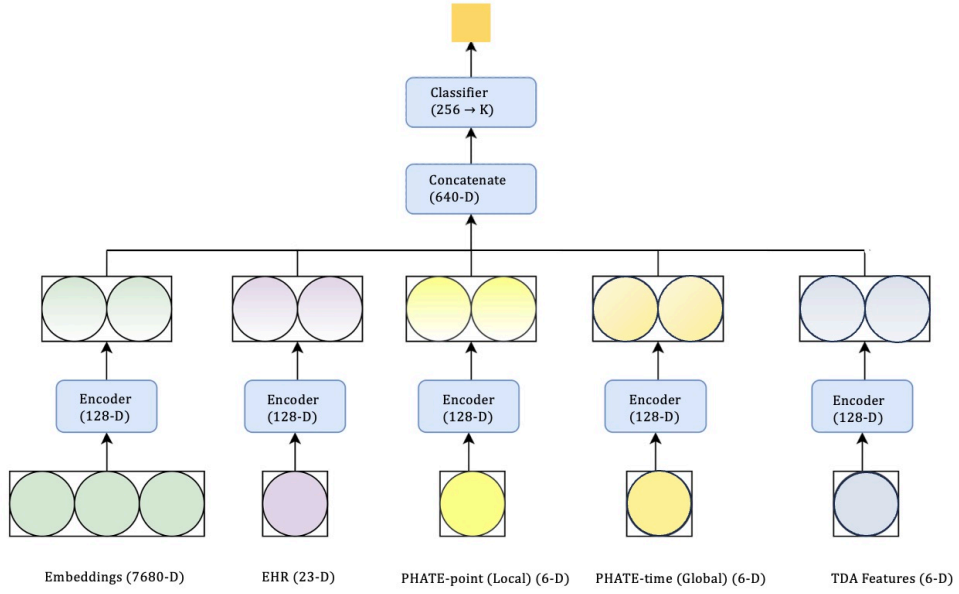 Classifier
(256 → K)
Concatenate
(640-D)
Encoder
(128-D)
Encoder
(128-D)
Encoder
(128-D)
Encoder
(128-D)
Encoder
(128-D)
Embeddings (7680-D)
EHR (23-D)
PHATE-point (Local) (6-D)
PHATE-time (Global) (6-D)
TDA Features (6-D)